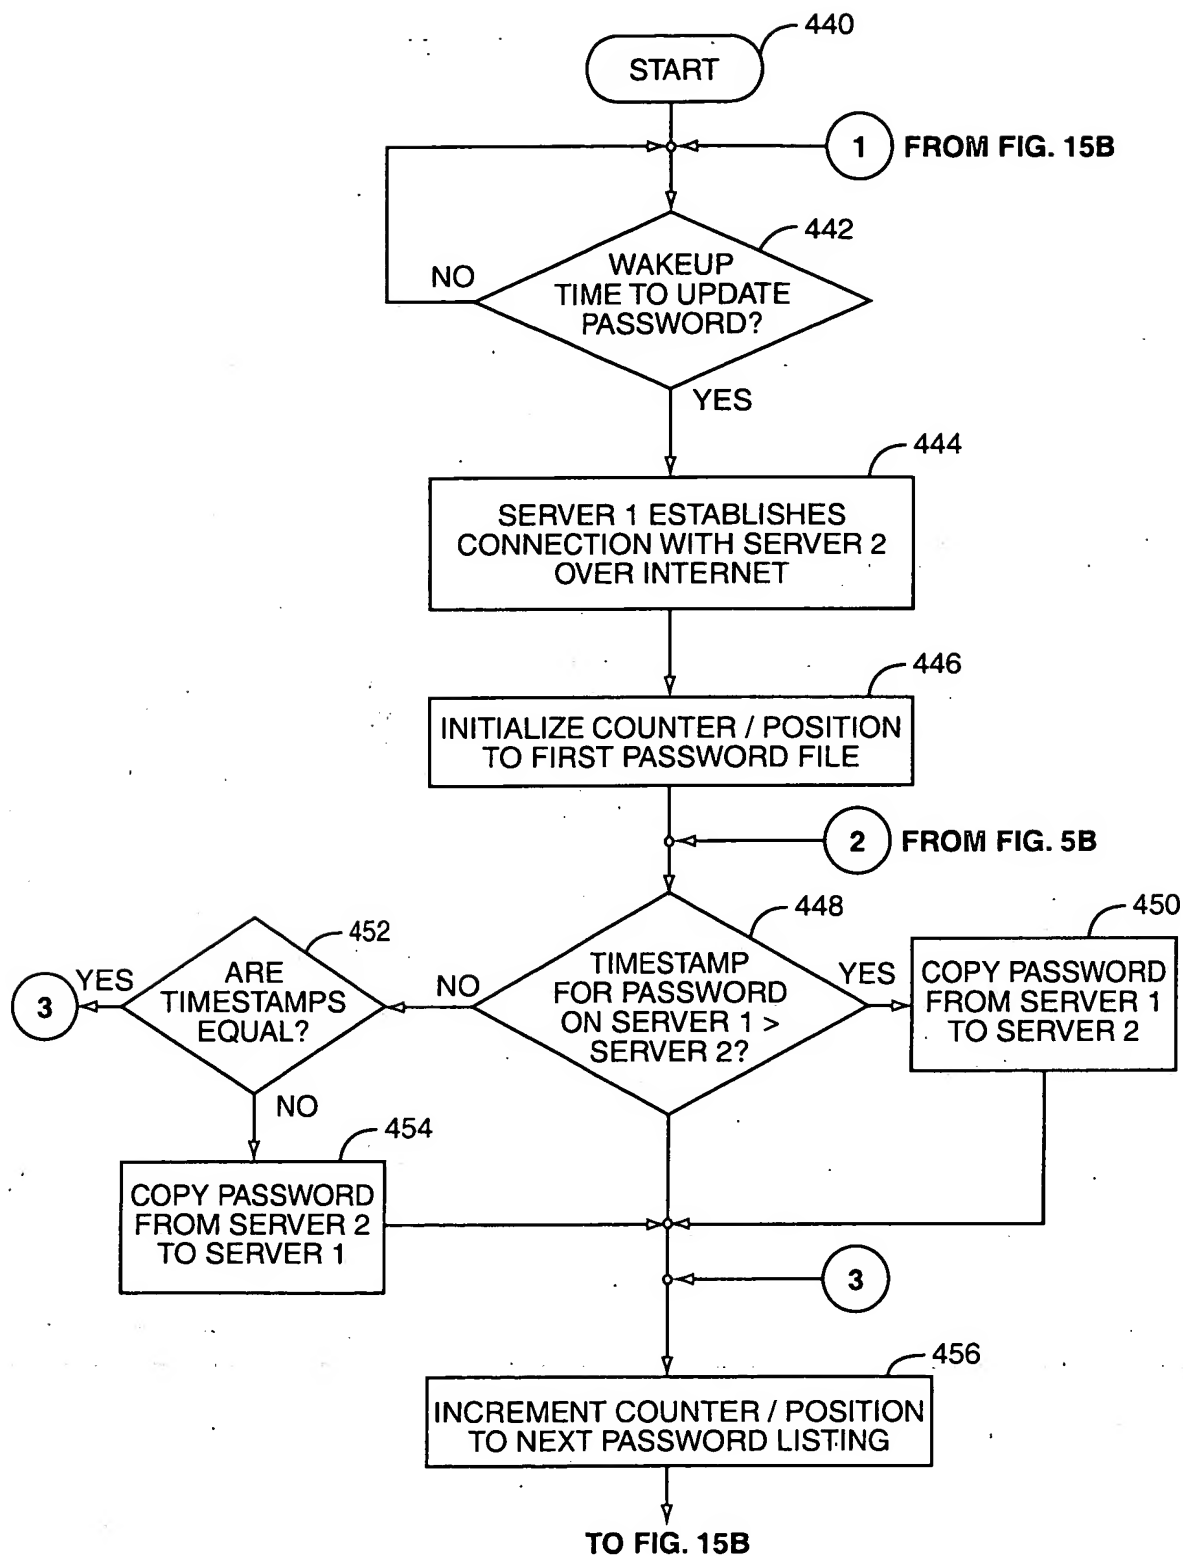 440
START
1 FROM FIG. 15B
442
WAKEUP
TIME TO UPDATE
PASSWORD?
NO
YES
444
SERVER 1 ESTABLISHES
CONNECTION WITH SERVER 2
OVER INTERNET
446
INITIALIZE COUNTER / POSITION
TO FIRST PASSWORD FILE
2 FROM FIG. 5B
448
TIMESTAMP
FOR PASSWORD
ON SERVER 1 >
SERVER 2?
YES
450
COPY PASSWORD
FROM SERVER 1
TO SERVER 2
NO
452
ARE
TIMESTAMPS
EQUAL?
YES
3
NO
454
COPY PASSWORD
FROM SERVER 2
TO SERVER 1
3
456
INCREMENT COUNTER / POSITION
TO NEXT PASSWORD LISTING
TO FIG. 15B